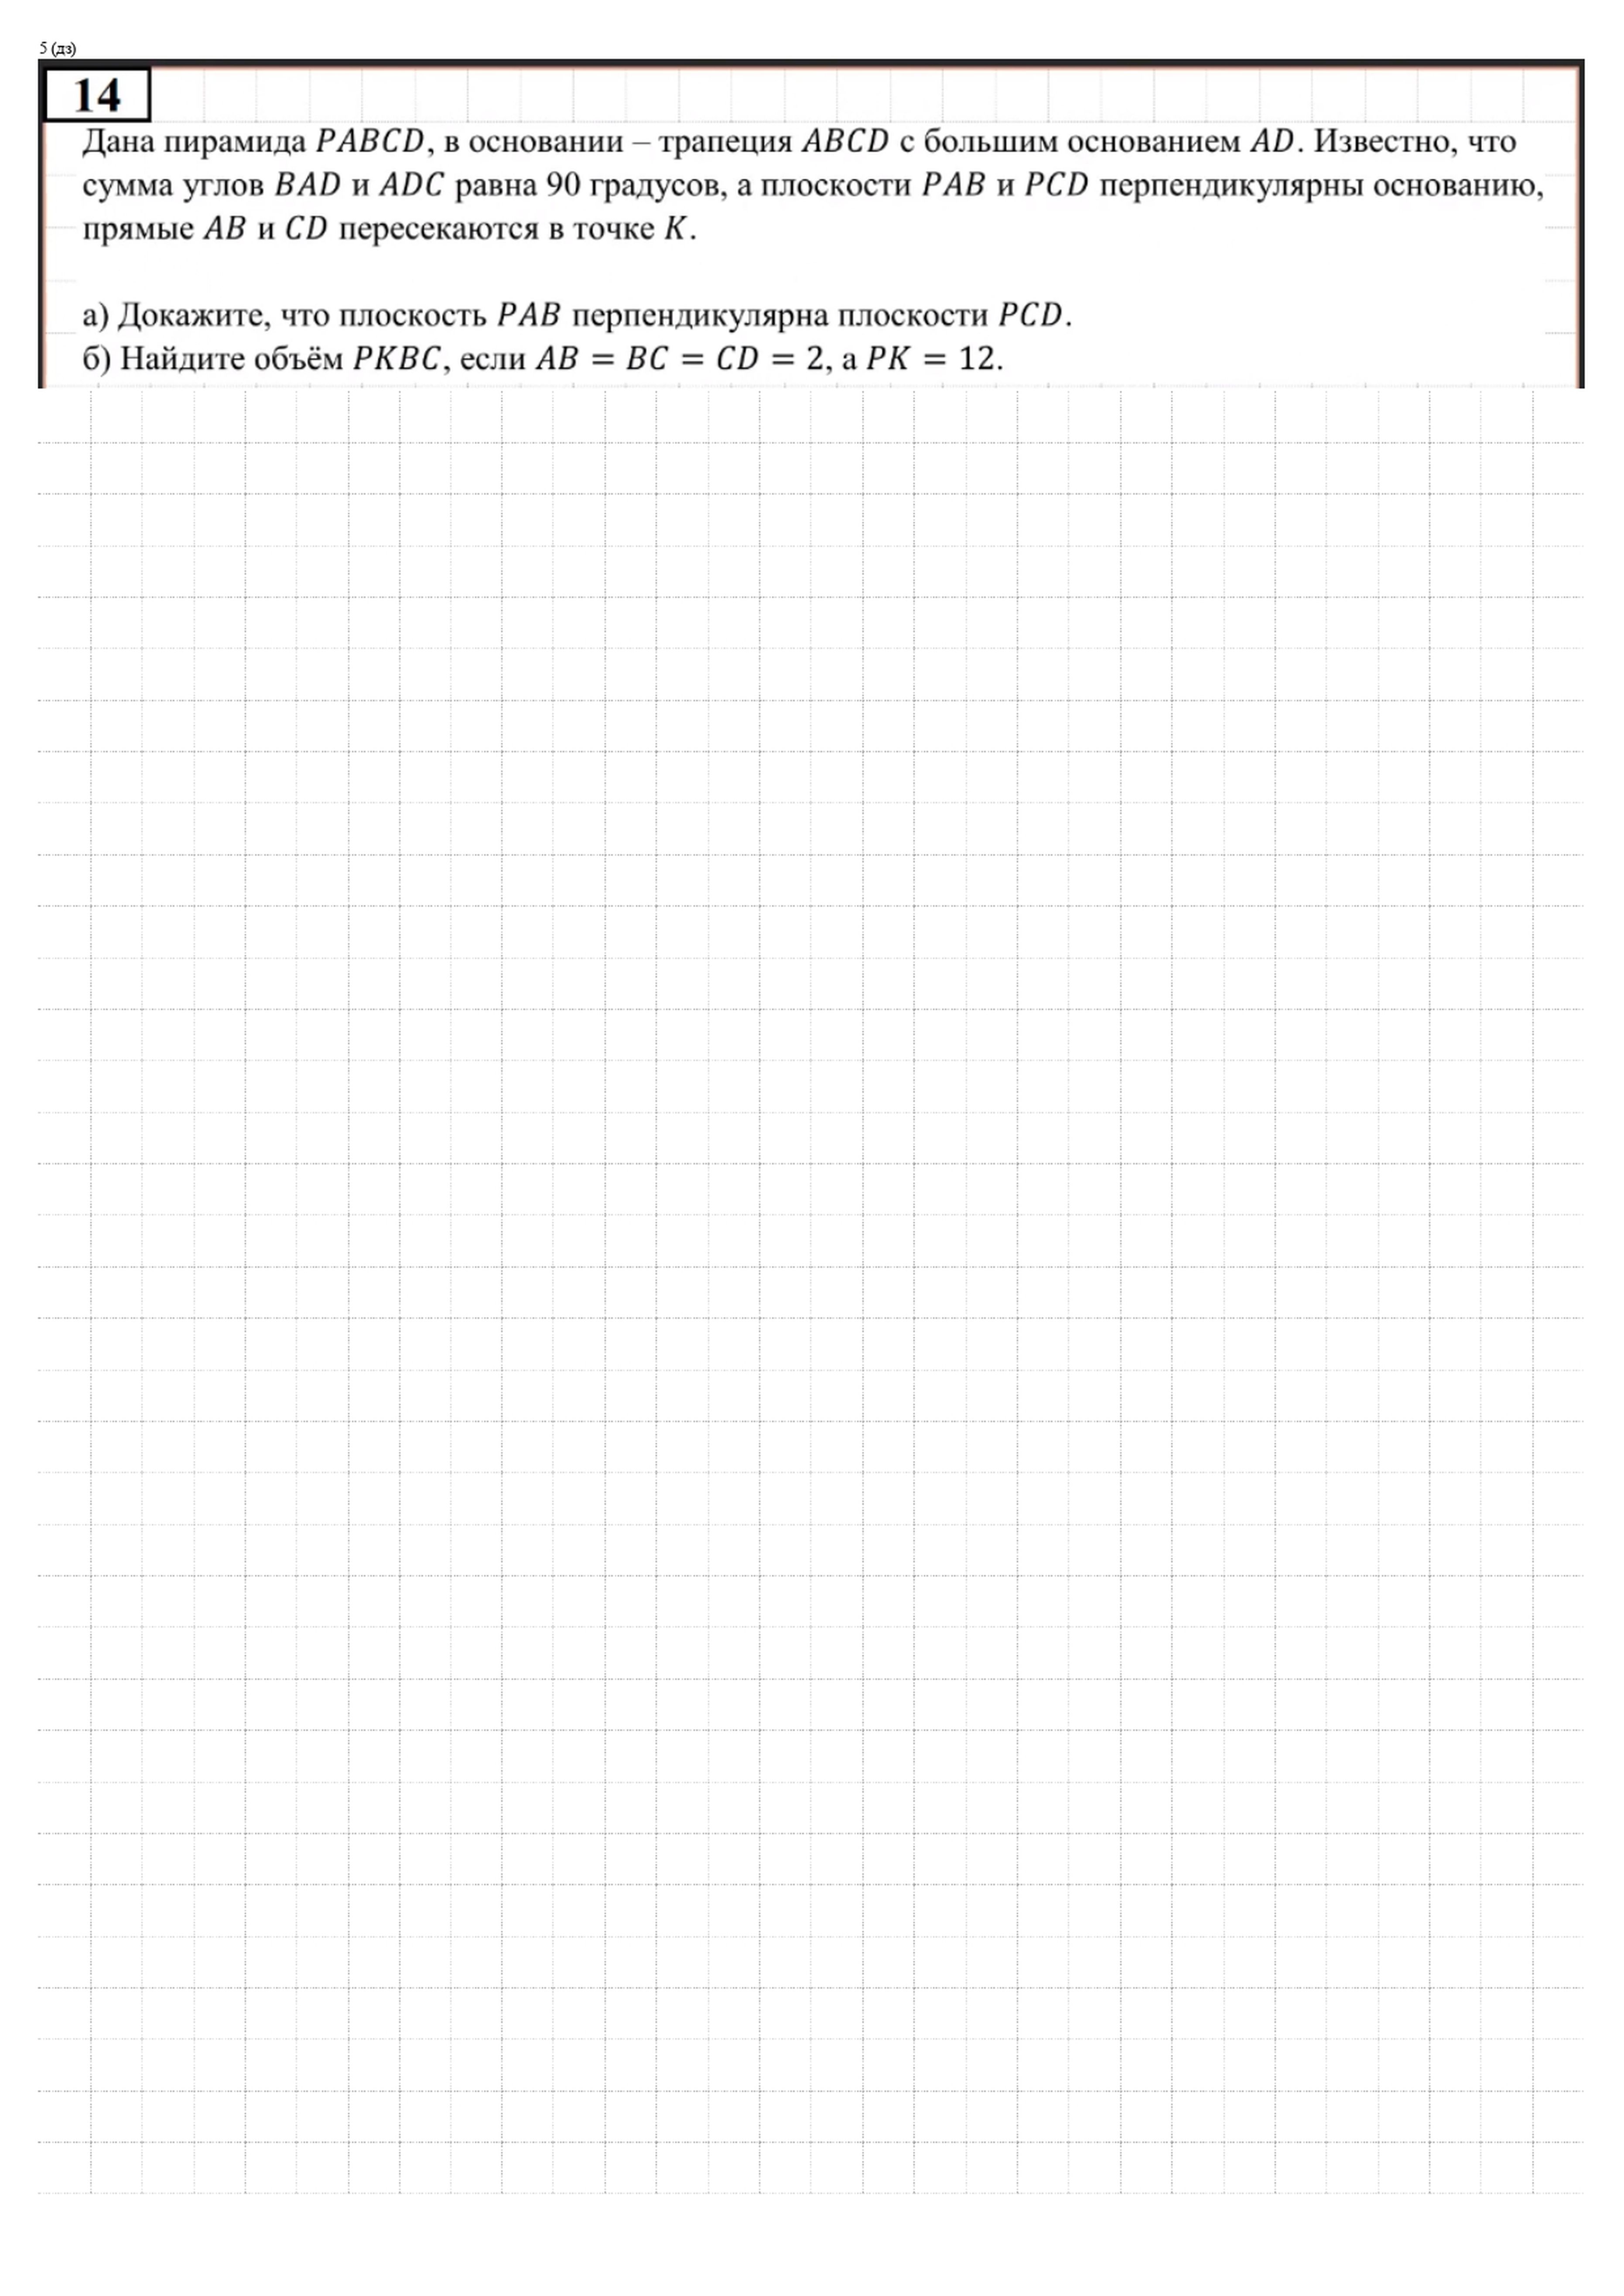 5 (дз)
14
Дана пирамида PABCD, в основании – трапеция ABCD с большим основанием AD. Известно, что
сумма углов BAD и ADC равна 90 градусов, а плоскости PAB и PCD перпендикулярны основанию,
прямые AB и CD пересекаются в точке K.
а) Докажите, что плоскость PAB перпендикулярна плоскости PCD.
б) Найдите объём PKBC, если AB = BC = CD = 2, а PK = 12.